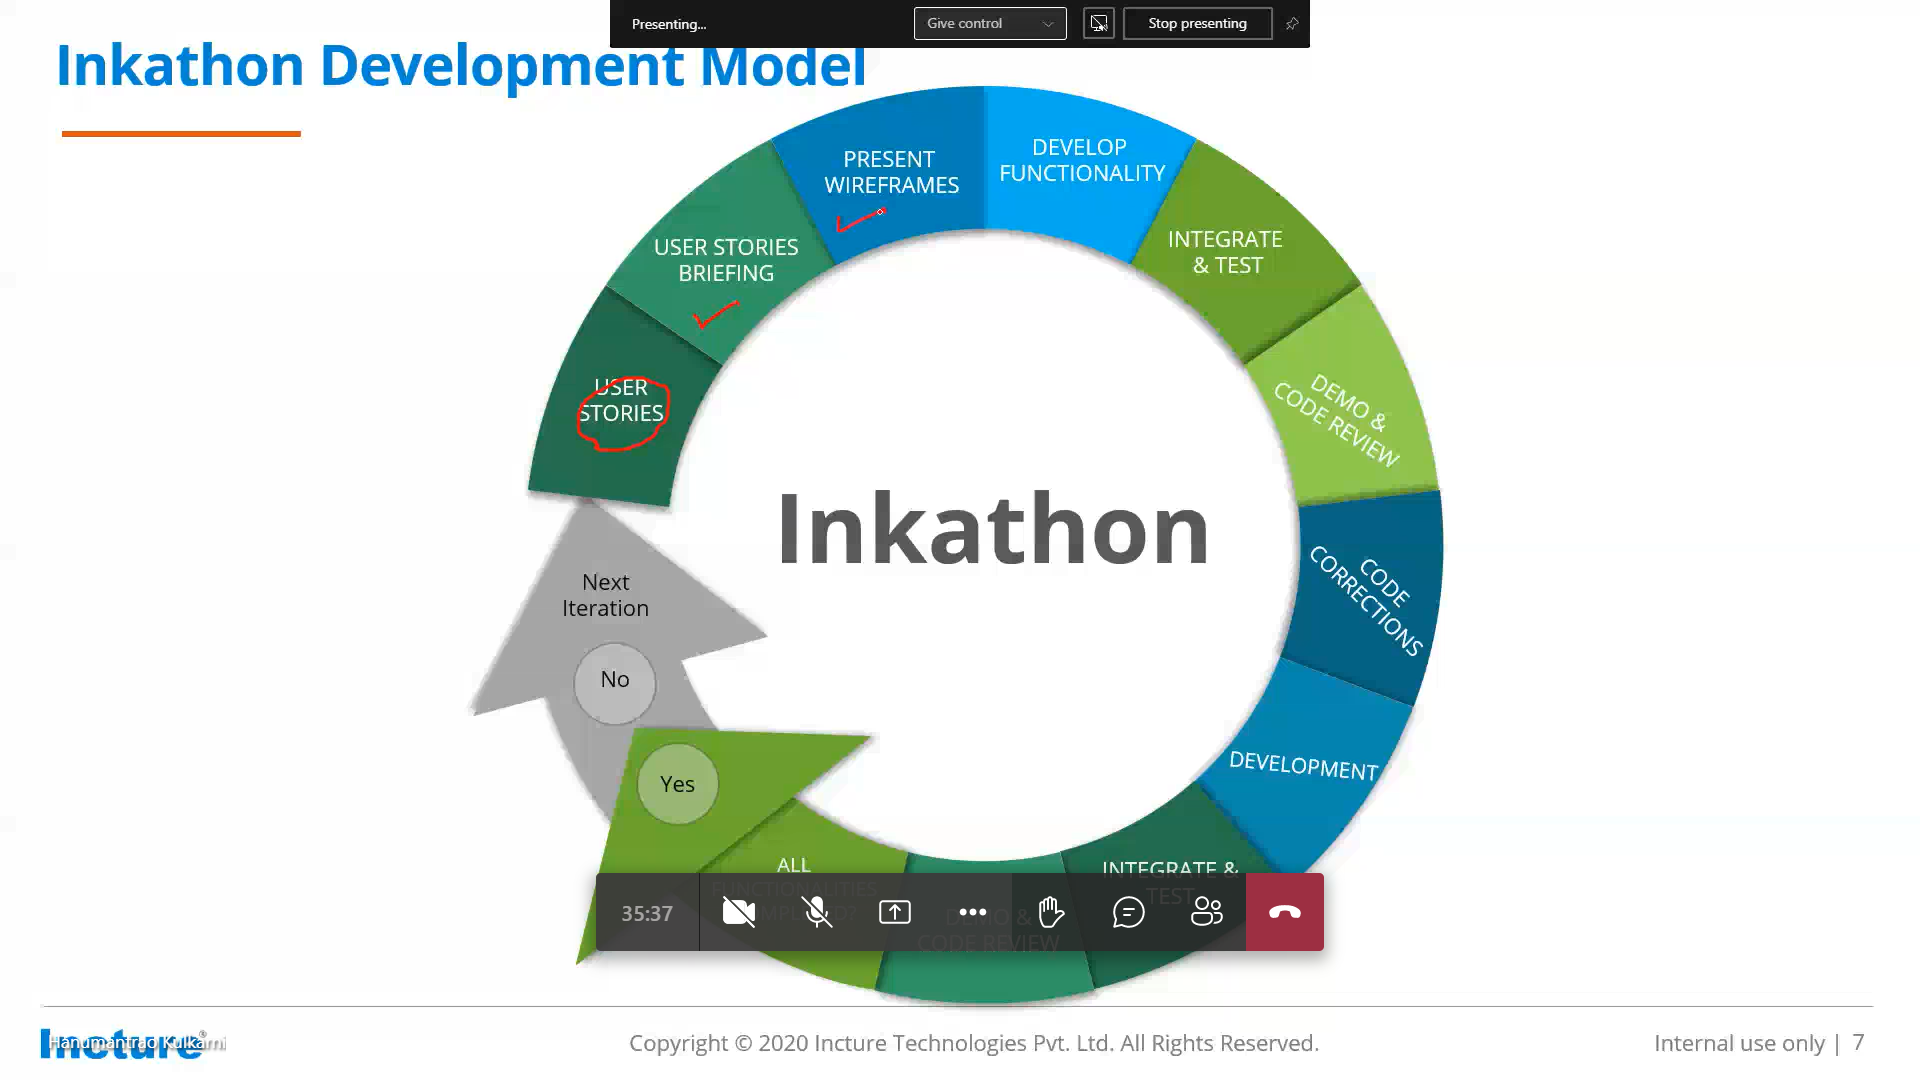 Presenting...
Give control
Stop presenting
Inkathon Development Model
PRESENT
WIREFRAMES
DEVELOP
FUNCTIONALITY
USER STORIES
BRIEFING
INTEGRATE
& TEST
USER
STORIES
DEMO &
CODE REVIEW
Inkathon
CODE
CORRECTIONS
Next
Iteration
No
Yes
DEVELOPMENT
ALL
FUNCTIONALITIES
INTEGRATE &
TEST
35:37
DEMO &
CODE REVIEW
Incture®
Hanumantrao Kulkarni
Copyright © 2020 Incture Technologies Pvt. Ltd. All Rights Reserved.
Internal use only | 7